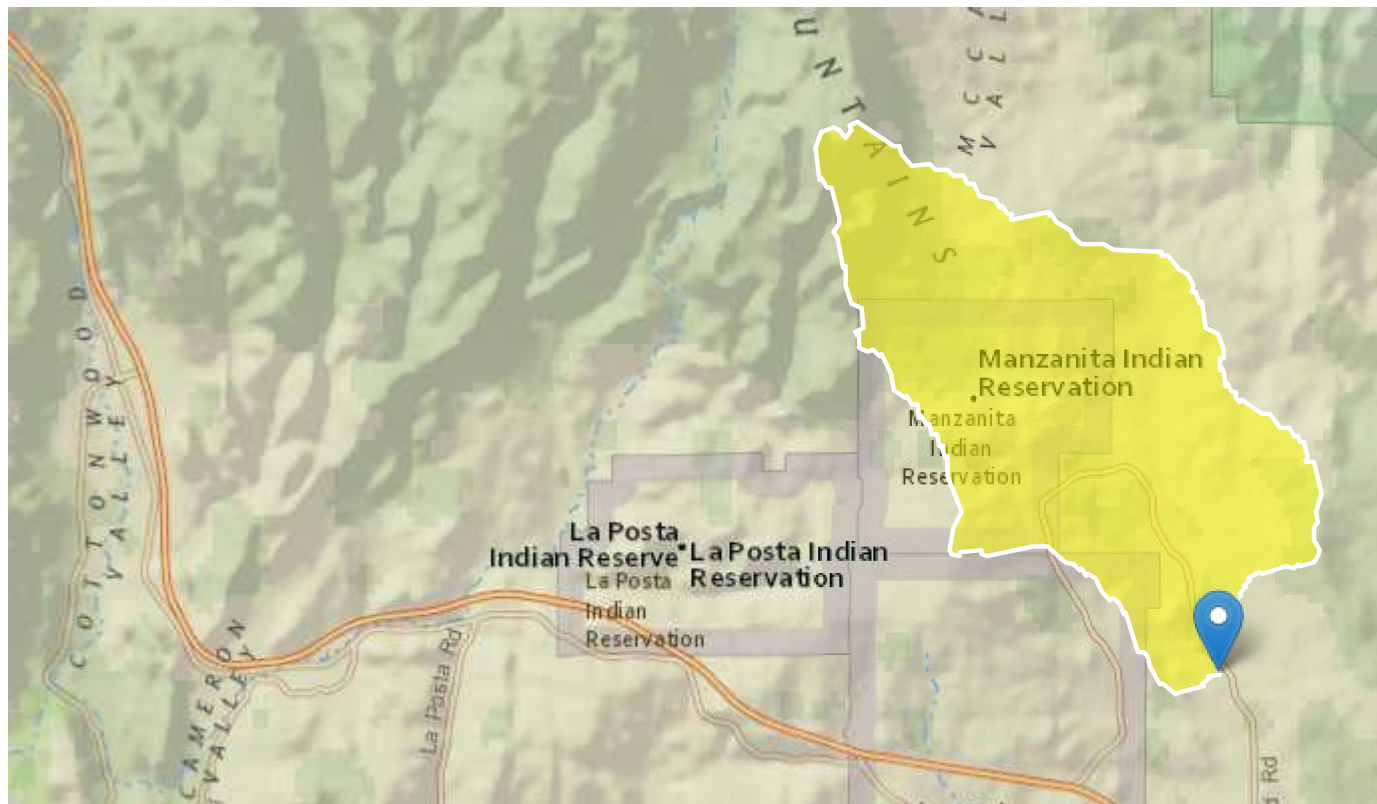 UNTAINS
MCCA
VALL
COTTONWOOD
VALLEY
Manzanita Indian
Reservation
Manzanita
Indian
Reservation
La Posta
Indian Reserve
La Posta Indian
Reservation
La Posta
Indian
Reservation
La Posta Rd
CAMERON
VALLEY
Rd